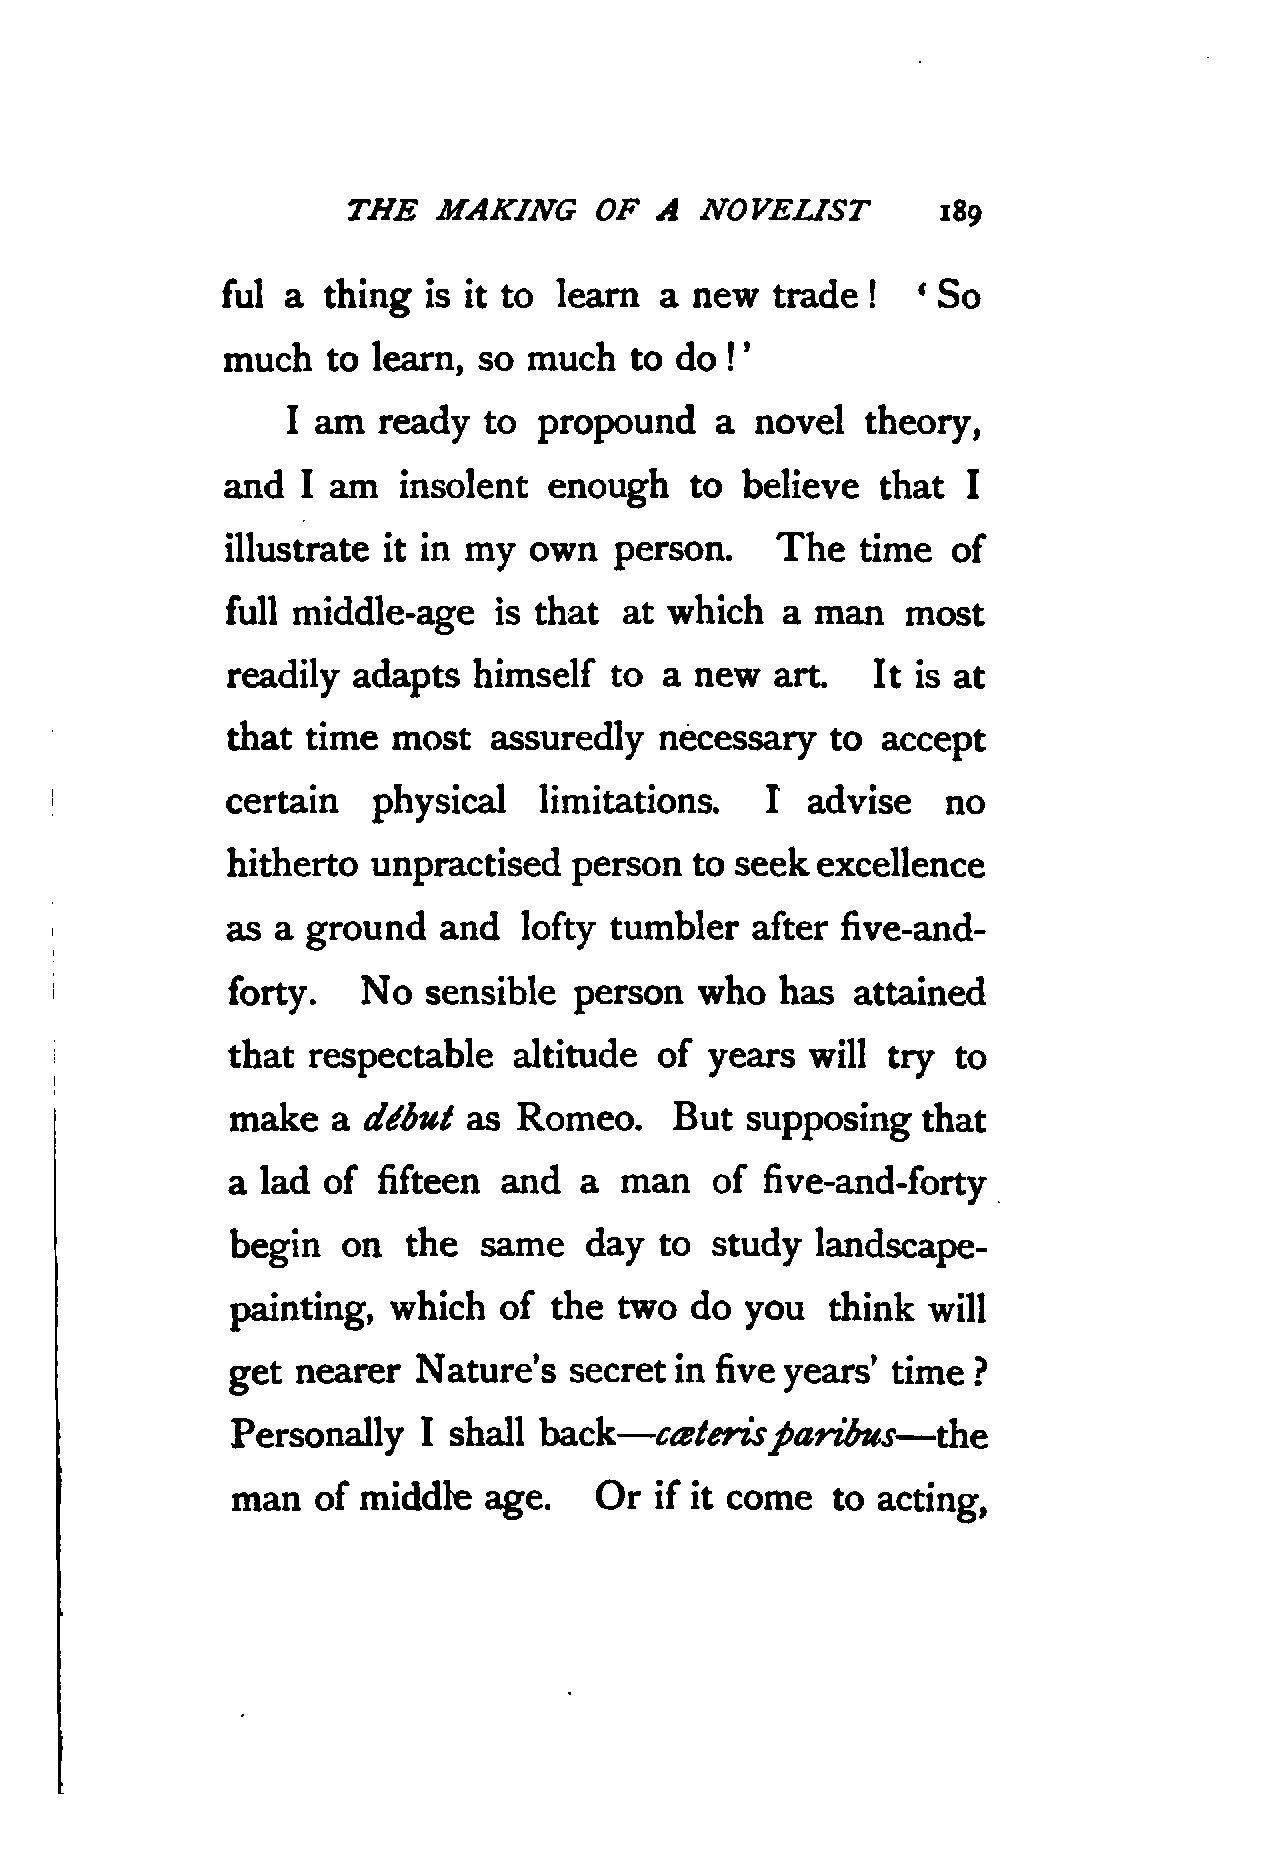 THE MAKING OF A NOVELIST 189
ful a thing is it to learn a new trade! ‘So
much to learn, so much to do!’
I am ready to propound a novel theory,
and I am insolent enough to believe that I
illustrate it in my own person. The time of
full middle-age is that at which a man most
readily adapts himself to a new art. It is at
that time most assuredly necessary to accept
certain physical limitations. I advise no
hitherto unpractised person to seek excellence
as a ground and lofty tumbler after five-and-
forty. No sensible person who has attained
that respectable altitude of years will try to
make a début as Romeo. But supposing that
a lad of fifteen and a man of five-and-forty
begin on the same day to study landscape-
painting, which of the two do you think will
get nearer Nature’s secret in five years’ time?
Personally I shall back—cæteris paribus—the
man of middle age. Or if it come to acting,